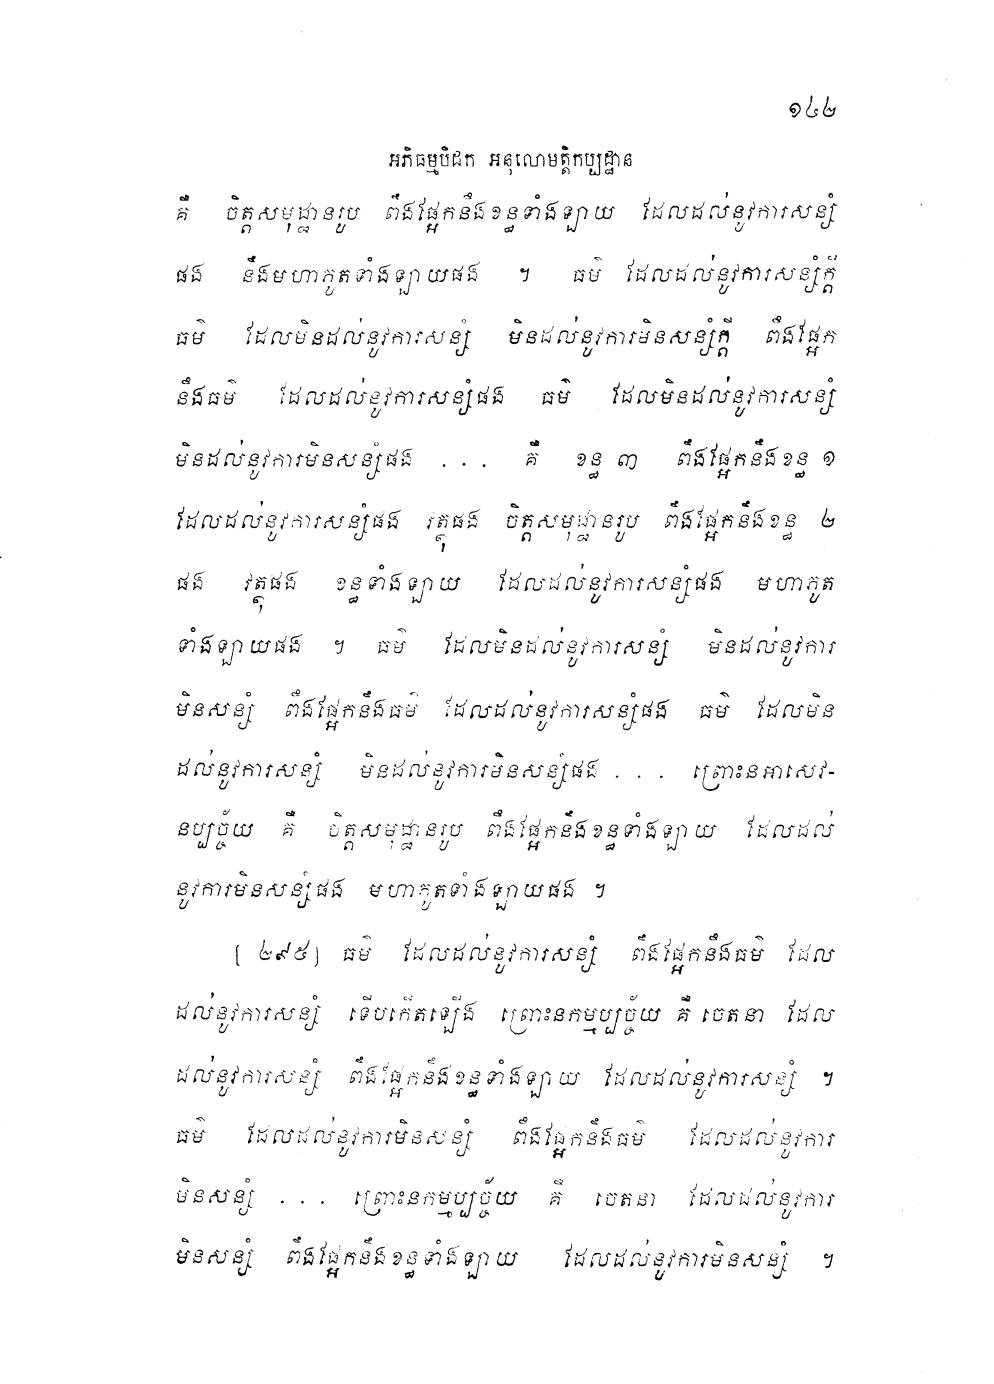 ១៤២
អភិធម្មបិដក អនុលោមត្តិកប្បដ្ឋាន
គឺ ចិត្តសមុដ្ឋានរូប ពឹងផ្អែកនឹងខន្ធទាំងឡាយ ដែលដល់នូវការសន្សំ
ផង នឹងមហាភូតទាំងឡាយផង ។ ធម៌ ដែលដល់នូវការសន្សំក្តី
ធម៌ ដែលមិនដល់នូវការសន្សំ មិនដល់នូវការមិនសន្សំក្តី ពឹងផ្អែក
នឹងធម៌ ដែលដល់នូវការសន្សំផង ធម៌ ដែលមិនដល់នូវការសន្សំ
មិនដល់នូវការមិនសន្សំផង ... គឺ ខន្ធ ៣ ពឹងផ្អែកនឹងខន្ធ ១
ដែលដល់នូវការសន្សំផង វត្ថុផង ចិត្តសមុដ្ឋានរូប ពឹងផ្អែកនឹងខន្ធ ២
ផង វត្ថុផង ខន្ធទាំងឡាយ ដែលដល់នូវការសន្សំផង មហាភូត
ទាំងឡាយផង ។ ធម៌ ដែលមិនដល់នូវការសន្សំ មិនដល់នូវការ
មិនសន្សំ ពឹងផ្អែកនឹងធម៌ ដែលដល់នូវការសន្សំផង ធម៌ ដែលមិន
ដល់នូវការសន្សំ មិនដល់នូវការមិនសន្សំផង ... ព្រោះនអាសេវ-
នប្បច្ច័យ គឺ ចិត្តសមុដ្ឋានរូប ពឹងផ្អែកនឹងខន្ធទាំងឡាយ ដែលដល់
នូវការមិនសន្សំផង មហាភូតទាំងឡាយផង ។
[ ២៩៥ ] ធម៌ ដែលដល់នូវការសន្សំ ពឹងផ្អែកនឹងធម៌ ដែល
ដល់នូវការសន្សំ ទើបកើតឡើង ព្រោះនកម្មប្បច្ច័យ គឺ ចេតនា ដែល
ដល់នូវការសន្សំ ពឹងផ្អែកនឹងខន្ធទាំងឡាយ ដែលដល់នូវការសន្សំ ។
ធម៌ ដែលដល់នូវការមិនសន្សំ ពឹងផ្អែកនឹងធម៌ ដែលដល់នូវការ
មិនសន្សំ ... ព្រោះនកម្មប្បច្ច័យ គឺ ចេតនា ដែលដល់នូវការ
មិនសន្សំ ពឹងផ្អែកនឹងខន្ធទាំងឡាយ ដែលដល់នូវការមិនសន្សំ ។